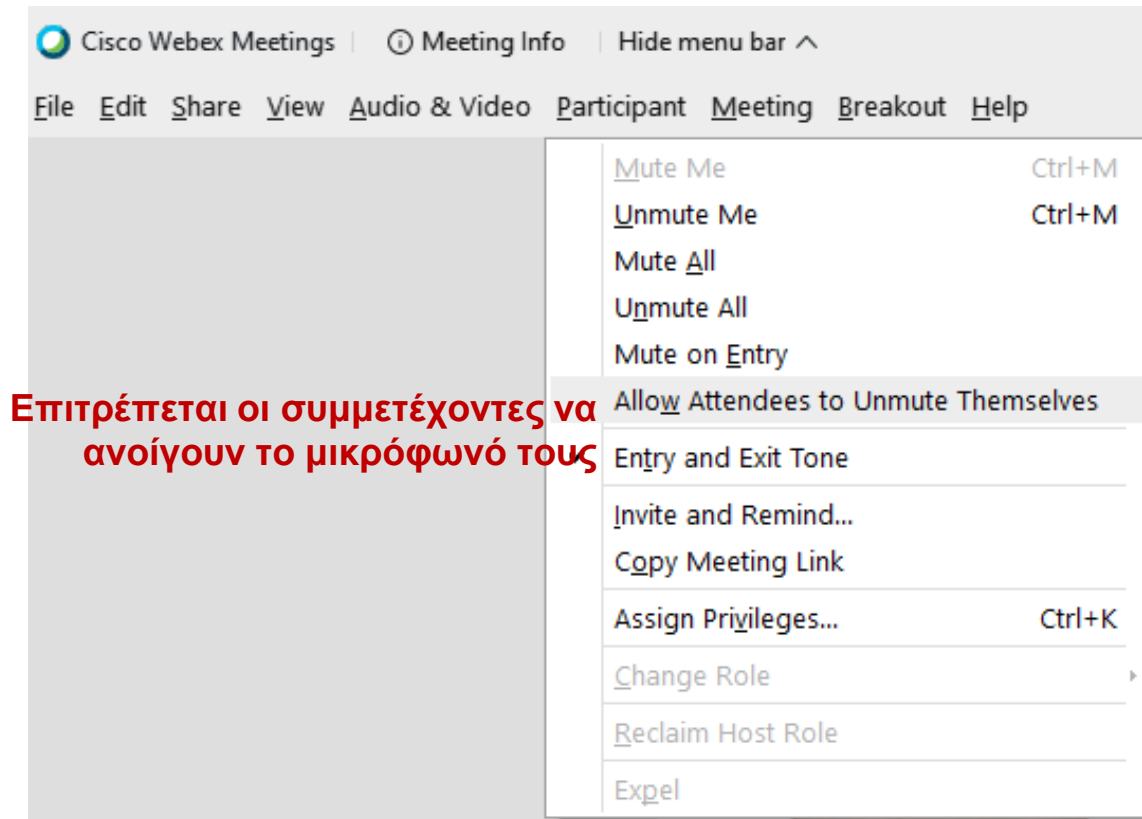 Cisco Webex Meetings Meeting Info Hide menu bar
File Edit Share View Audio & Video Participant Meeting Breakout Help
Mute Me Ctrl+M
Unmute Me Ctrl+M
Mute All
Unmute All
Mute on Entry
Allow Attendees to Unmute Themselves
Επιτρέπεται οι συμμετέχοντες να
ανοίγουν το μικρόφωνό τους
Entry and Exit Tone
Invite and Remind...
Copy Meeting Link
Assign Privileges... Ctrl+K
Change Role
Reclaim Host Role
Expel